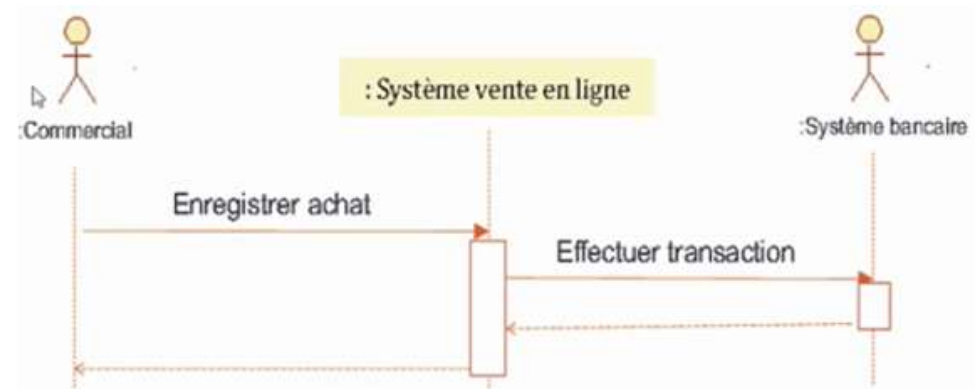 : Système vente en ligne
:Commercial
:Système bancaire
Enregistrer achat
Effectuer transaction